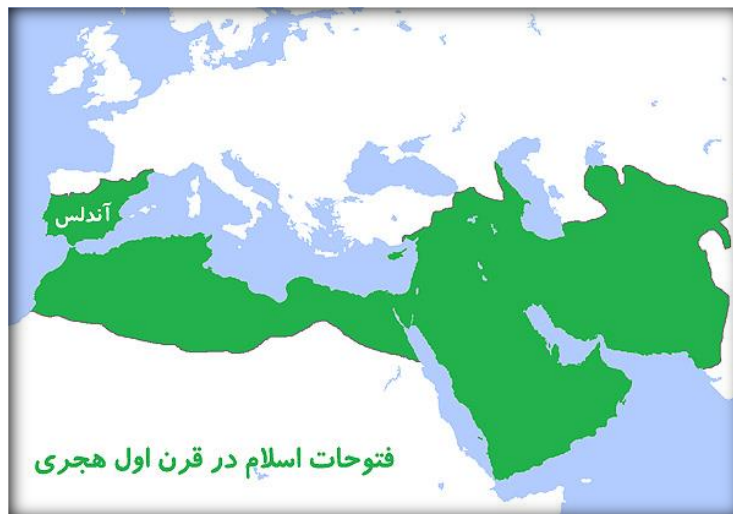 آندلس
فتوحات اسلام در قرن اول هجری